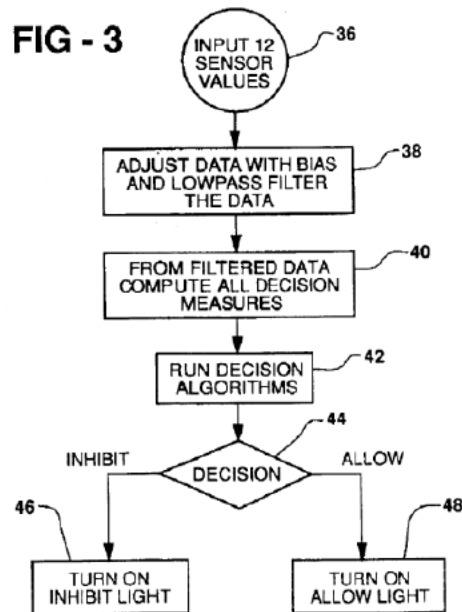 FIG - 3
INPUT 12
SENSOR
VALUES
36
ADJUST DATA WITH BIAS
AND LOWPASS FILTER
THE DATA
38
FROM FILTERED DATA
COMPUTE ALL DECISION
MEASURES
40
RUN DECISION
ALGORITHMS
42
44
INHIBIT
DECISION
ALLOW
46
TURN ON
INHIBIT LIGHT
48
TURN ON
ALLOW LIGHT